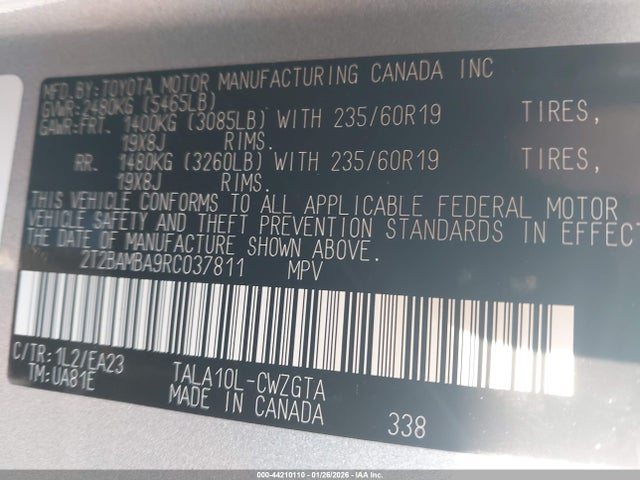 MFD.BY:TOYOTA MOTOR MANUFACTURING CANADA INC
GVWR:2480KG (5465LB)
GAWR:FRT. 1400KG (3085LB) WITH 235/60R19 TIRES,
19X8J RIMS.
RR. 1480KG (3260LB) WITH 235/60R19 TIRES,
19X8J RIMS.
THIS VEHICLE CONFORMS TO ALL APPLICABLE FEDERAL MOTOR
VEHICLE SAFETY AND THEFT PREVENTION STANDARDS IN EFFECT
THE DATE OF MANUFACTURE SHOWN ABOVE.
2T2BAMBA9RC037811 MPV
C/TR:1L2/EA23
TM:UA81E
TALA10L-CWZGTA
MADE IN CANADA
338
000-44210110 - 01/26/2026 - IAA Inc.